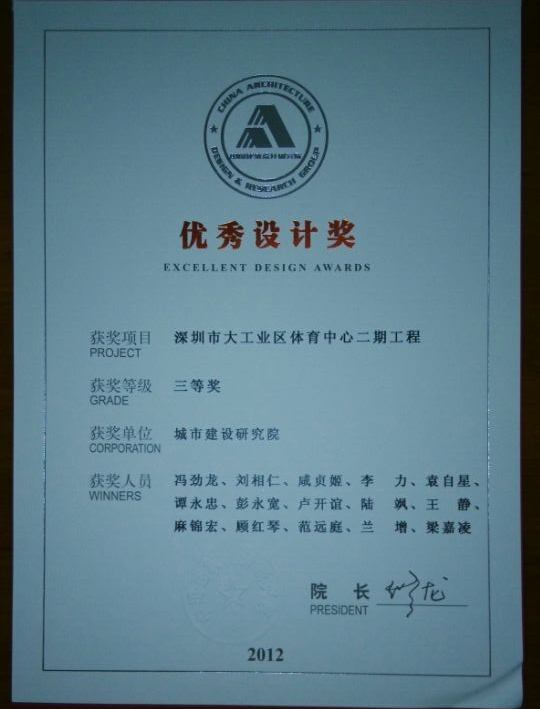 CHINA ARCHITECTURE
DESIGN & RESEARCH GROUP
优秀设计奖
EXCELLENT DESIGN AWARDS
获奖项目 深圳市大工业区体育中心二期工程
PROJECT
获奖等级 三等奖
GRADE
获奖单位 城市建设研究院
CORPORATION
获奖人员 冯劲龙、刘相仁、咸贞姬、李 力、袁自星、
WINNERS
谭永忠、彭永宽、卢开谊、陆 飒、王 静、
麻锦宏、顾红琴、范远庭、兰 增、梁嘉凌
院 长
PRESIDENT
2012